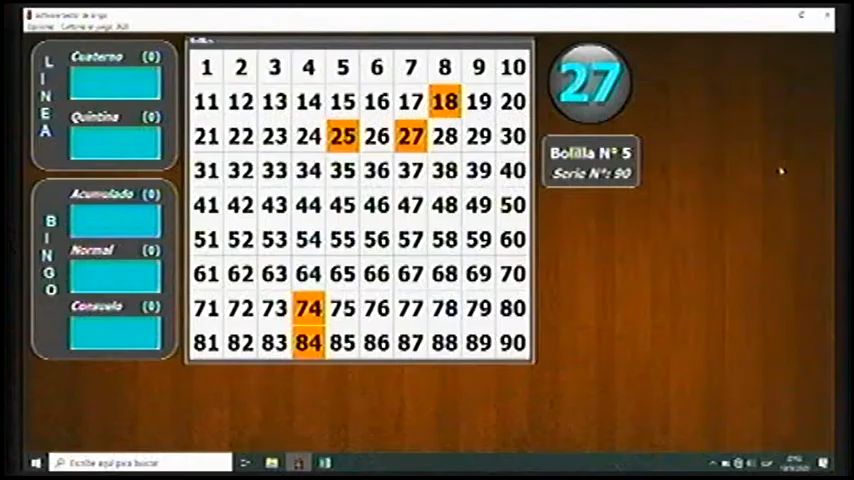 L
I
N
E
A
Cuaterno (0)
Quintina (0)
B
I
N
G
O
Acumulado (0)
Normal (0)
Consuelo (0)
1 2 3 4 5 6 7 8 9 10
11 12 13 14 15 16 17 18 19 20
21 22 23 24 25 26 27 28 29 30
31 32 33 34 35 36 37 38 39 40
41 42 43 44 45 46 47 48 49 50
51 52 53 54 55 56 57 58 59 60
61 62 63 64 65 66 67 68 69 70
71 72 73 74 75 76 77 78 79 80
81 82 83 84 85 86 87 88 89 90
27
Bolilla N° 5
Serie N°: 90
Escribe aquí para buscar